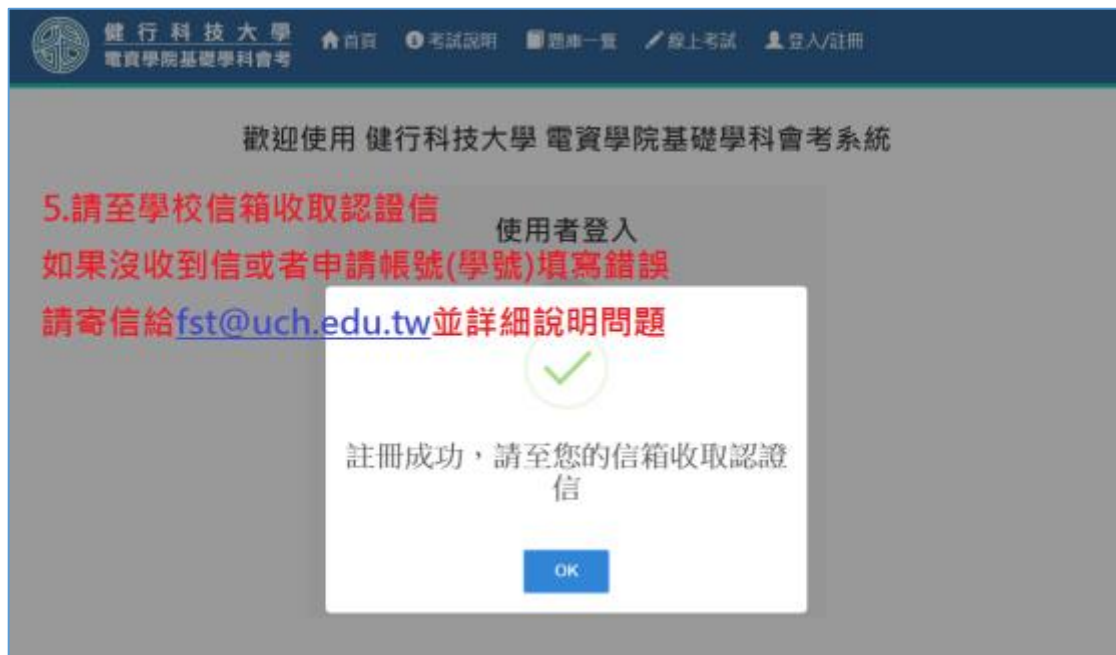 健行科技大學
電資學院基礎學科會考
首頁
考試說明
題庫一覽
線上考試
登入/註冊
歡迎使用 健行科技大學 電資學院基礎學科會考系統
5.請至學校信箱收取認證信
使用者登入
如果沒收到信或者申請帳號(學號)填寫錯誤
請寄信給fst@uch.edu.tw並詳細說明問題
註冊成功，請至您的信箱收取認證
信
OK